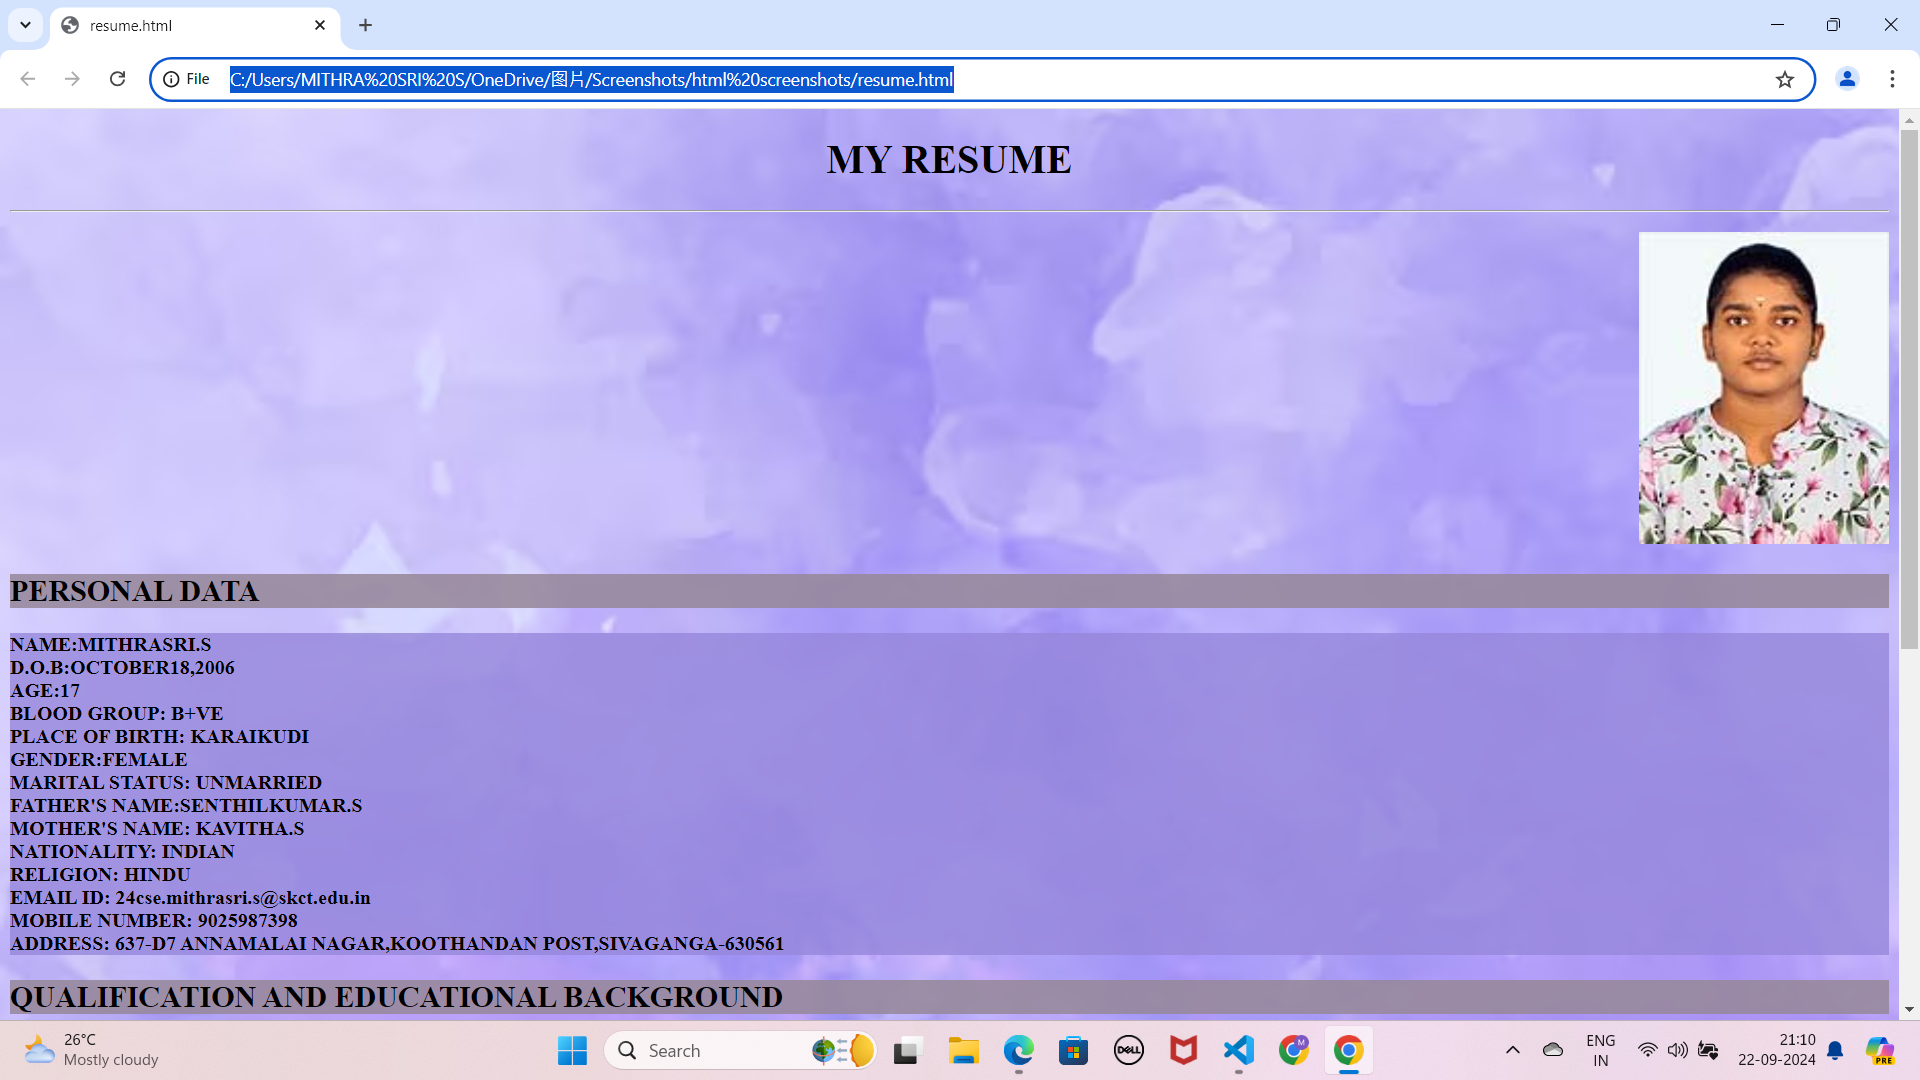 resume.html
File
C:/Users/MITHRA%20SRI%20S/OneDrive/图片/Screenshots/html%20screenshots/resume.html
MY RESUME
PERSONAL DATA
NAME:MITHRASRI.S
D.O.B:OCTOBER18,2006
AGE:17
BLOOD GROUP: B+VE
PLACE OF BIRTH: KARAIKUDI
GENDER:FEMALE
MARITAL STATUS: UNMARRIED
FATHER'S NAME:SENTHILKUMAR.S
MOTHER'S NAME: KAVITHA.S
NATIONALITY: INDIAN
RELIGION: HINDU
EMAIL ID: 24cse.mithrasri.s@skct.edu.in
MOBILE NUMBER: 9025987398
ADDRESS: 637-D7 ANNAMALAI NAGAR,KOOTHANDAN POST,SIVAGANGA-630561
QUALIFICATION AND EDUCATIONAL BACKGROUND
26°C
Mostly cloudy
Search
DELL
M
ENG
IN
21:10
22-09-2024
PRE